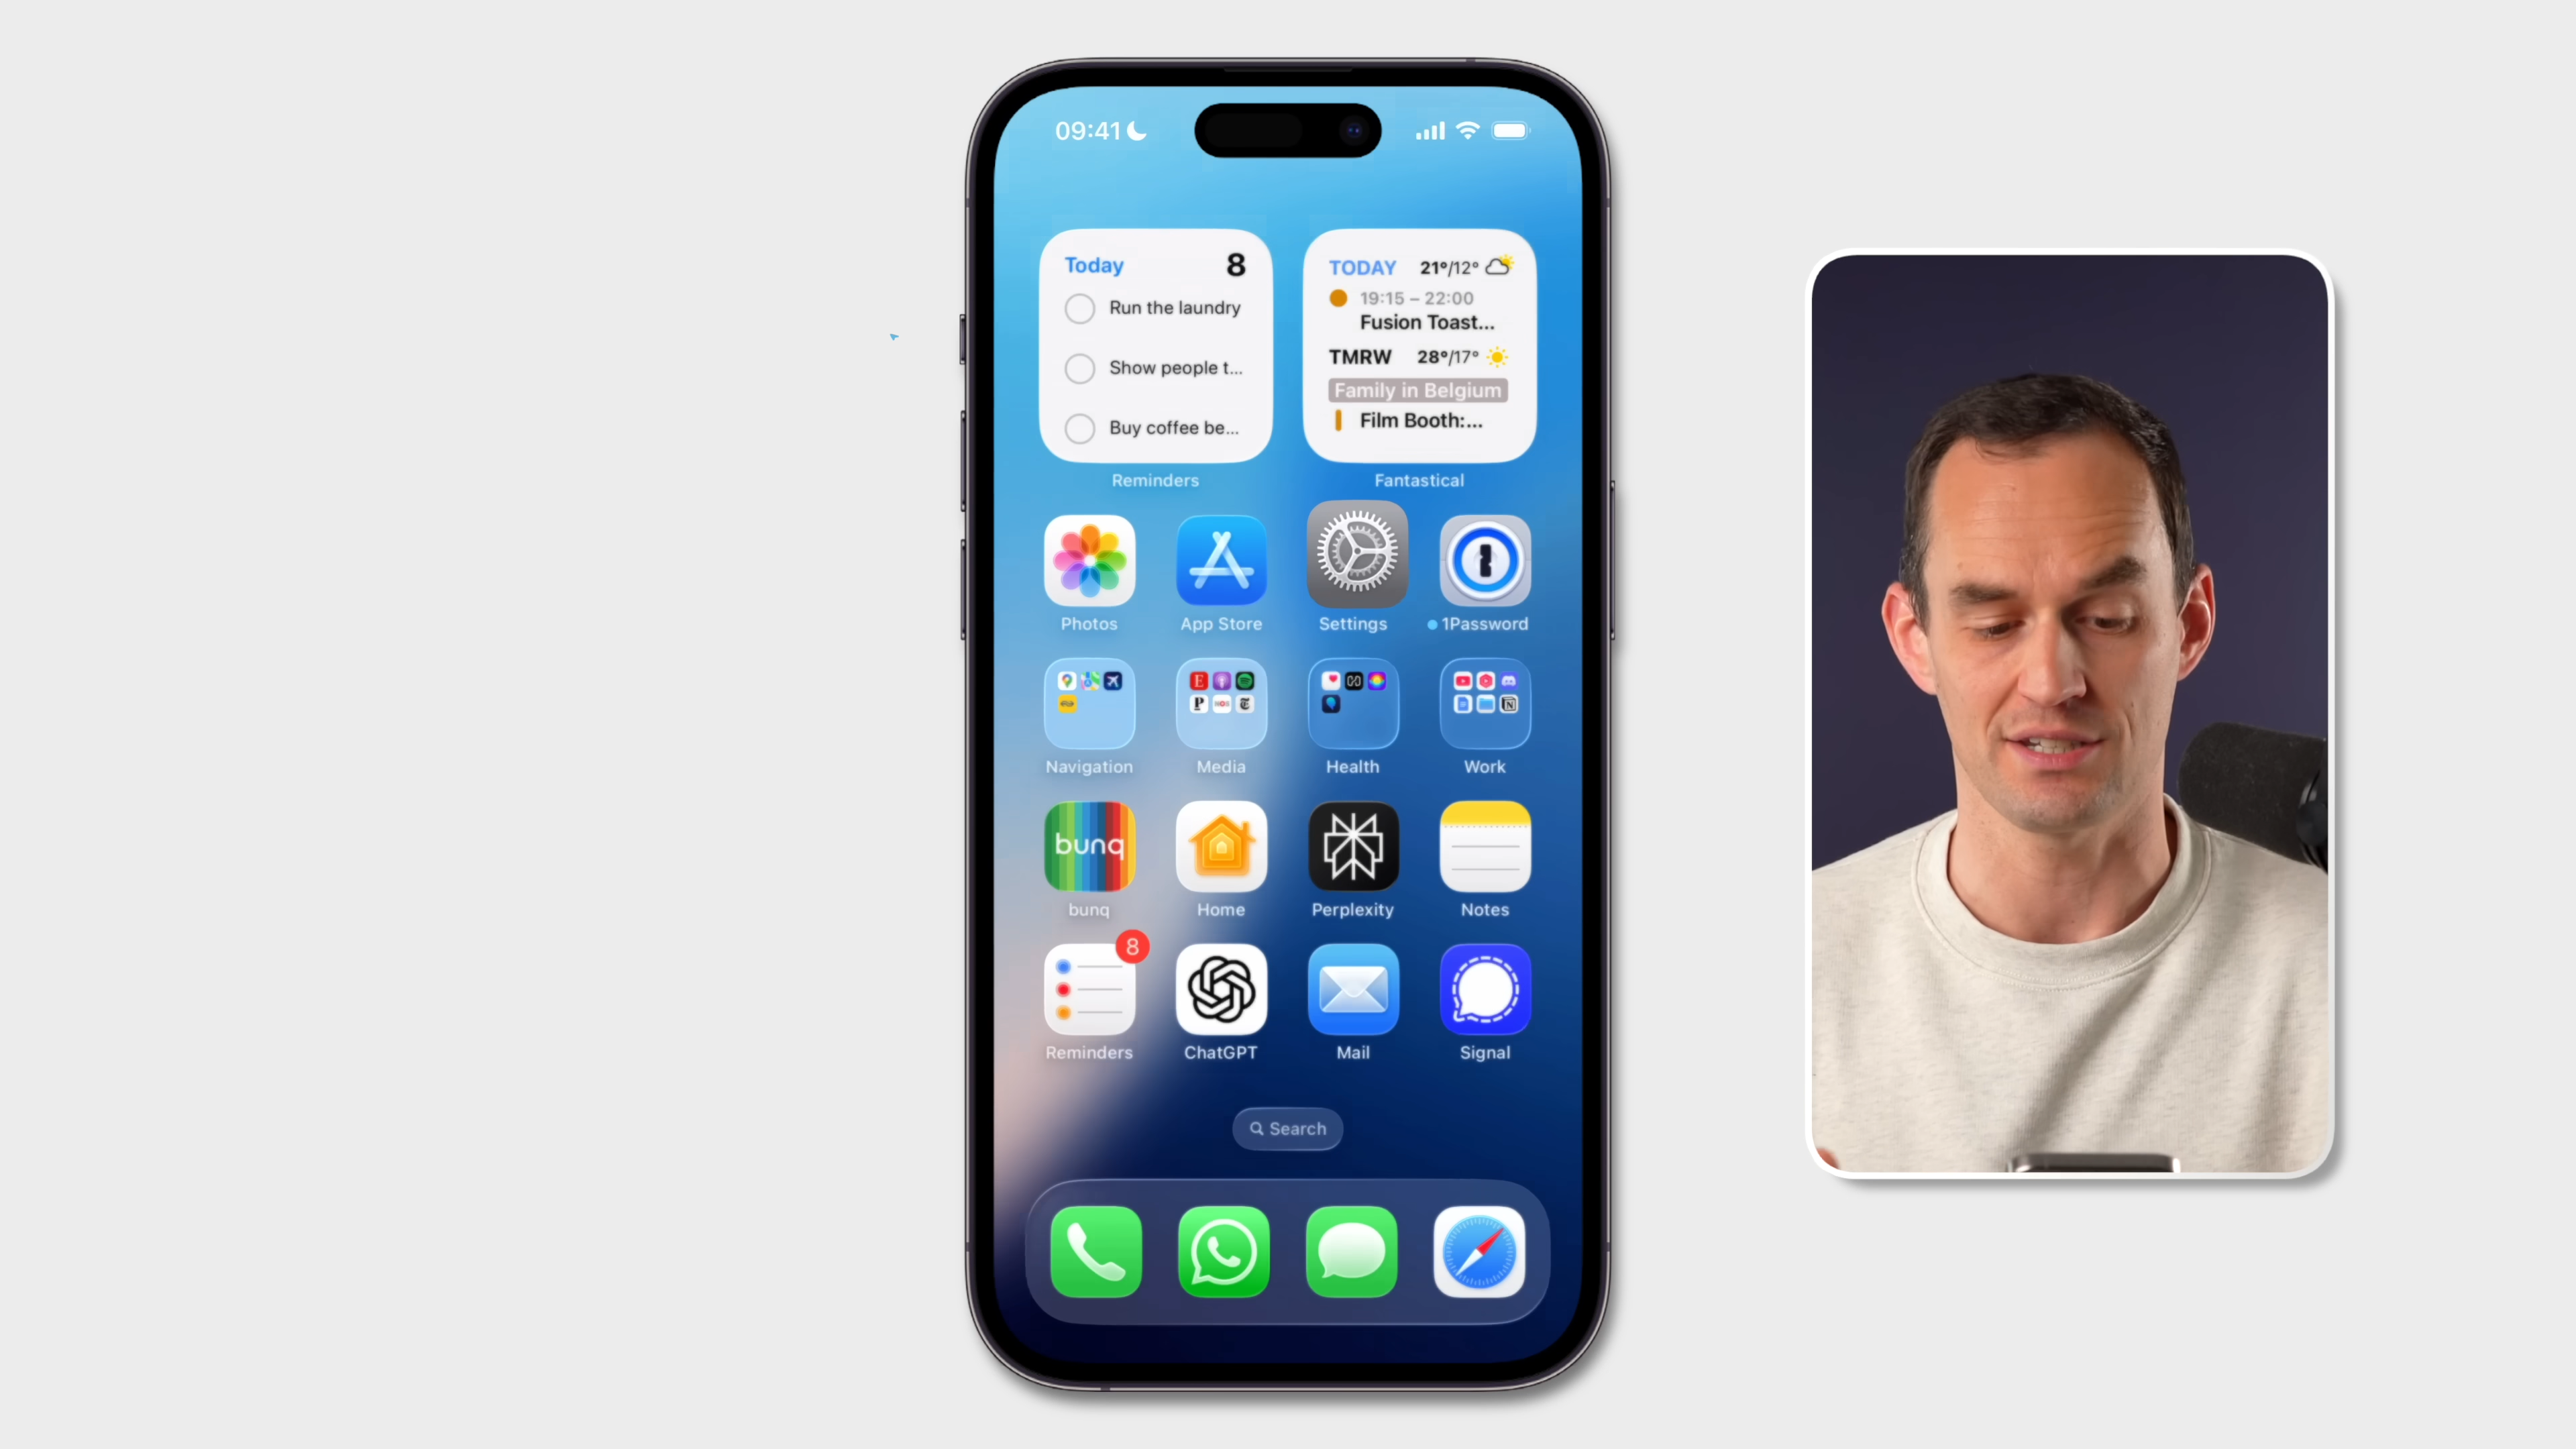 09:41
Today 8
Run the laundry
Show people t...
Buy coffee be...
Reminders
TODAY 21°/12°
19:15 – 22:00
Fusion Toast...
TMRW 28°/17°
Family in Belgium
Film Booth:...
Fantastical
Photos App Store Settings 1Password
Navigation Media Health Work
bunq
bunq Home Perplexity Notes
8
Reminders ChatGPT Mail Signal
Search